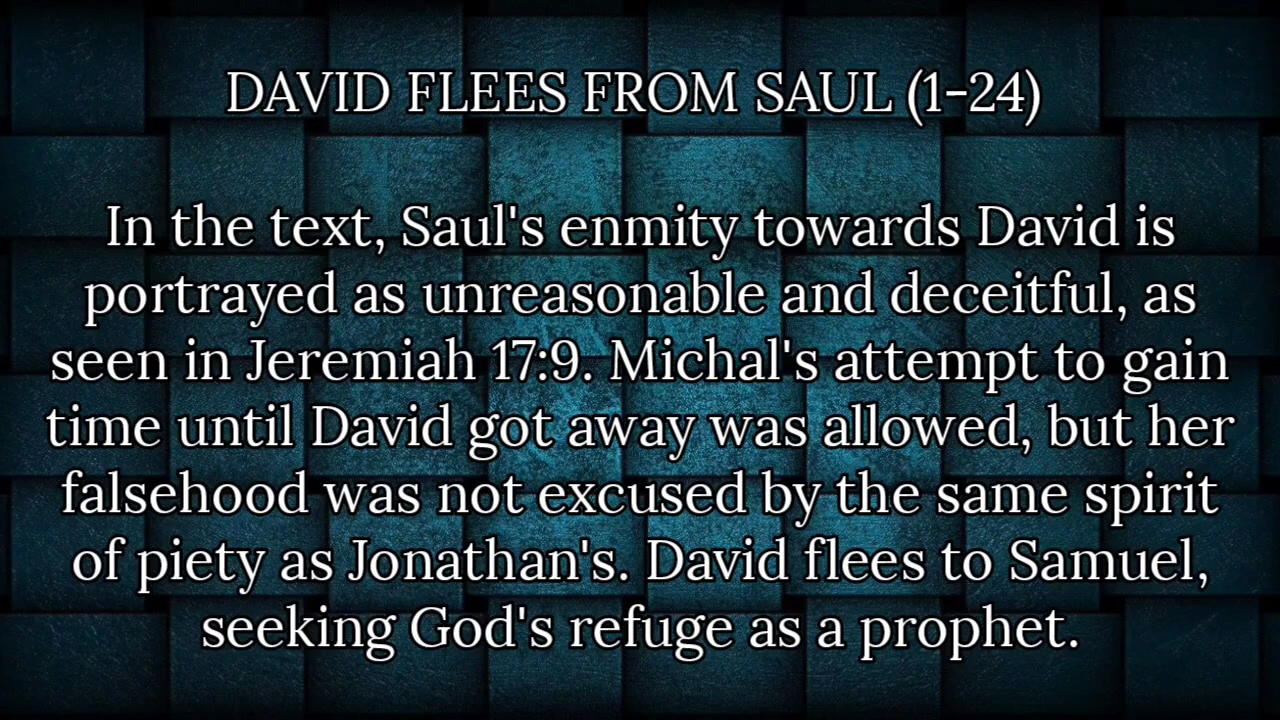 DAVID FLEES FROM SAUL (1-24)
In the text, Saul's enmity towards David is
portrayed as unreasonable and deceitful, as
seen in Jeremiah 17:9. Michal's attempt to gain
time until David got away was allowed, but her
falsehood was not excused by the same spirit
of piety as Jonathan's. David flees to Samuel,
seeking God's refuge as a prophet.